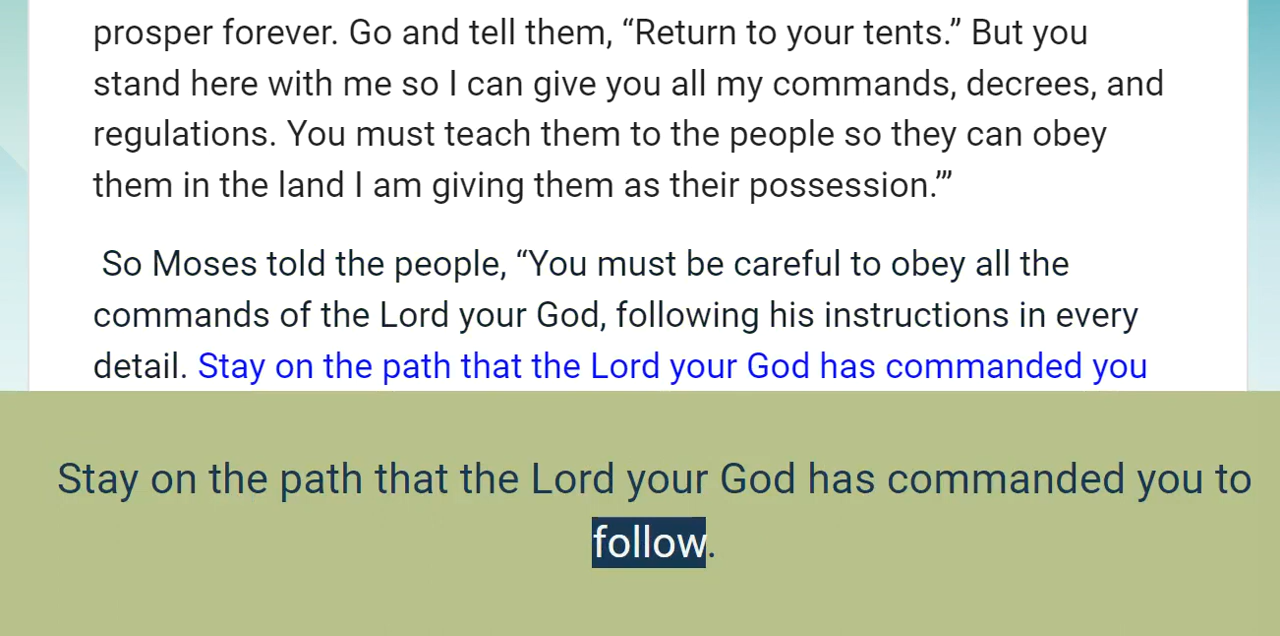 prosper forever. Go and tell them, “Return to your tents.” But you
stand here with me so I can give you all my commands, decrees, and
regulations. You must teach them to the people so they can obey
them in the land I am giving them as their possession.’”
So Moses told the people, “You must be careful to obey all the
commands of the Lord your God, following his instructions in every
detail. Stay on the path that the Lord your God has commanded you
Stay on the path that the Lord your God has commanded you to
follow.